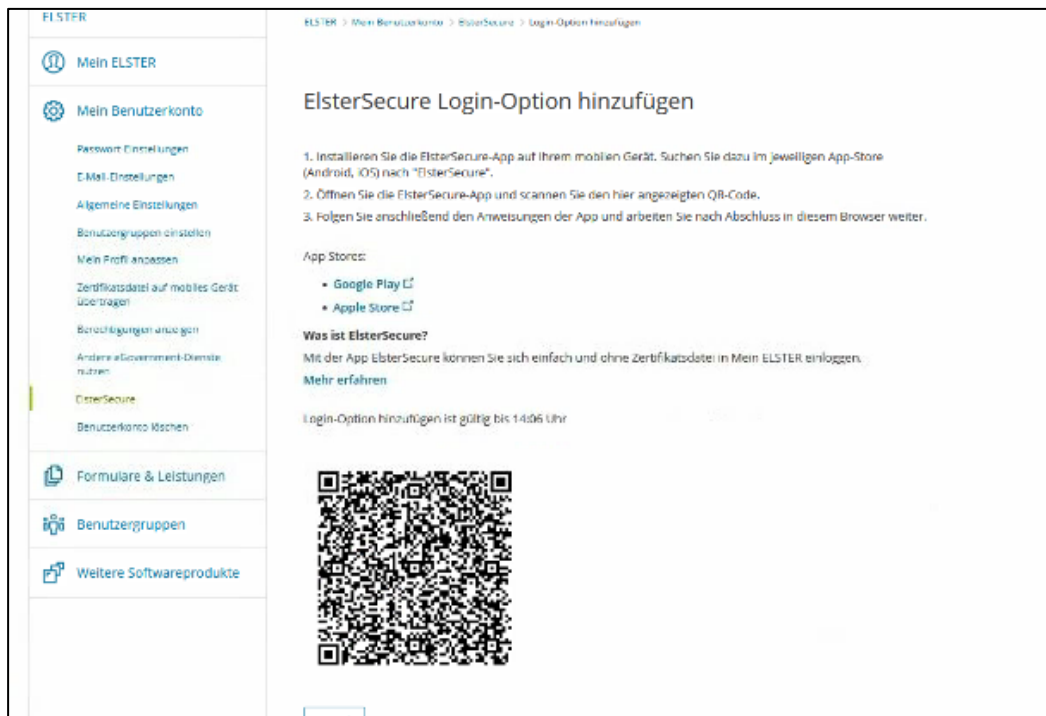 ELSTER
Mein ELSTER
Mein Benutzerkonto
Passwort Einstellungen
E-Mail-Einstellungen
Allgemeine Einstellungen
Benutzergruppen einstellen
Mein Profil anpassen
Zertifikatsdatei auf mobiles Gerät
übertragen
Berechtigungen anzeigen
Andere eGovernment-Dienste
nutzen
ElsterSecure
Benutzerkonto löschen
Formulare & Leistungen
Benutzergruppen
Weitere Softwareprodukte
ELSTER > Mein Benutzerkonto > ElsterSecure > Login-Option hinzufügen
ElsterSecure Login-Option hinzufügen
1. Installieren Sie die ElsterSecure-App auf Ihrem mobilen Gerät. Suchen Sie dazu im jeweiligen App-Store
(Android, iOS) nach "ElsterSecure".
2. Öffnen Sie die ElsterSecure-App und scannen Sie den hier angezeigten QR-Code.
3. Folgen Sie anschließend den Anweisungen der App und arbeiten Sie nach Abschluss in diesem Browser weiter.
App Stores:
• Google Play
• Apple Store
Was ist ElsterSecure?
Mit der App ElsterSecure können Sie sich einfach und ohne Zertifikatsdatei in Mein ELSTER einloggen.
Mehr erfahren
Login-Option hinzufügen ist gültig bis 14:06 Uhr